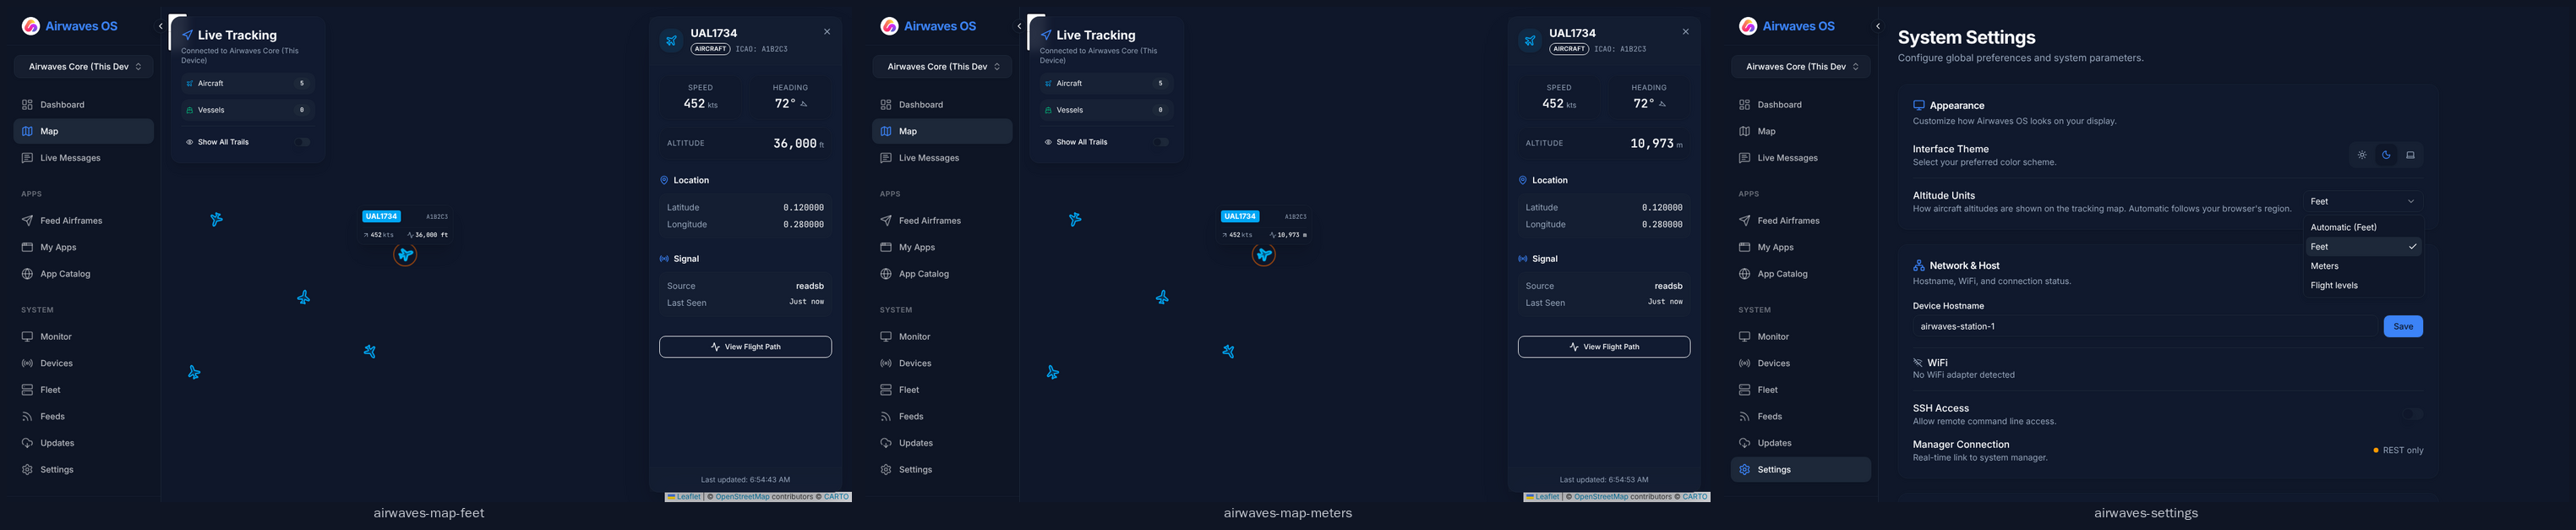 Airwaves OS
Airwaves Core (This Dev
Dashboard
Map
Live Messages
APPS
Feed Airframes
My Apps
App Catalog
SYSTEM
Monitor
Devices
Fleet
Feeds
Updates
Settings
Live Tracking
Connected to Airwaves Core (This
Device)
Aircraft 5
Vessels 0
Show All Trails
UAL1734 A1B2C3
452 kts 36,000 ft
UAL1734
AIRCRAFT ICAO: A1B2C3
SPEED HEADING
452 kts 72°
ALTITUDE 36,000 ft
Location
Latitude 0.120000
Longitude 0.280000
Signal
Source readsb
Last Seen Just now
View Flight Path
Last updated: 6:54:43 AM
Leaflet | © OpenStreetMap contributors © CARTO
airwaves-map-feet
Airwaves OS
Airwaves Core (This Dev
Dashboard
Map
Live Messages
APPS
Feed Airframes
My Apps
App Catalog
SYSTEM
Monitor
Devices
Fleet
Feeds
Updates
Settings
Live Tracking
Connected to Airwaves Core (This
Device)
Aircraft 5
Vessels 0
Show All Trails
UAL1734 A1B2C3
452 kts 10,973 m
UAL1734
AIRCRAFT ICAO: A1B2C3
SPEED HEADING
452 kts 72°
ALTITUDE 10,973 m
Location
Latitude 0.120000
Longitude 0.280000
Signal
Source readsb
Last Seen Just now
View Flight Path
Last updated: 6:54:53 AM
Leaflet | © OpenStreetMap contributors © CARTO
airwaves-map-meters
Airwaves OS
Airwaves Core (This Dev
Dashboard
Map
Live Messages
APPS
Feed Airframes
My Apps
App Catalog
SYSTEM
Monitor
Devices
Fleet
Feeds
Updates
Settings
System Settings
Configure global preferences and system parameters.
Appearance
Customize how Airwaves OS looks on your display.
Interface Theme
Select your preferred color scheme.
Altitude Units
How aircraft altitudes are shown on the tracking map. Automatic follows your browser's region.
Feet
Automatic (Feet)
Feet
Meters
Flight levels
Network & Host
Hostname, WiFi, and connection status.
Device Hostname
airwaves-station-1
Save
WiFi
No WiFi adapter detected
SSH Access
Allow remote command line access.
Manager Connection
Real-time link to system manager.
REST only
airwaves-settings